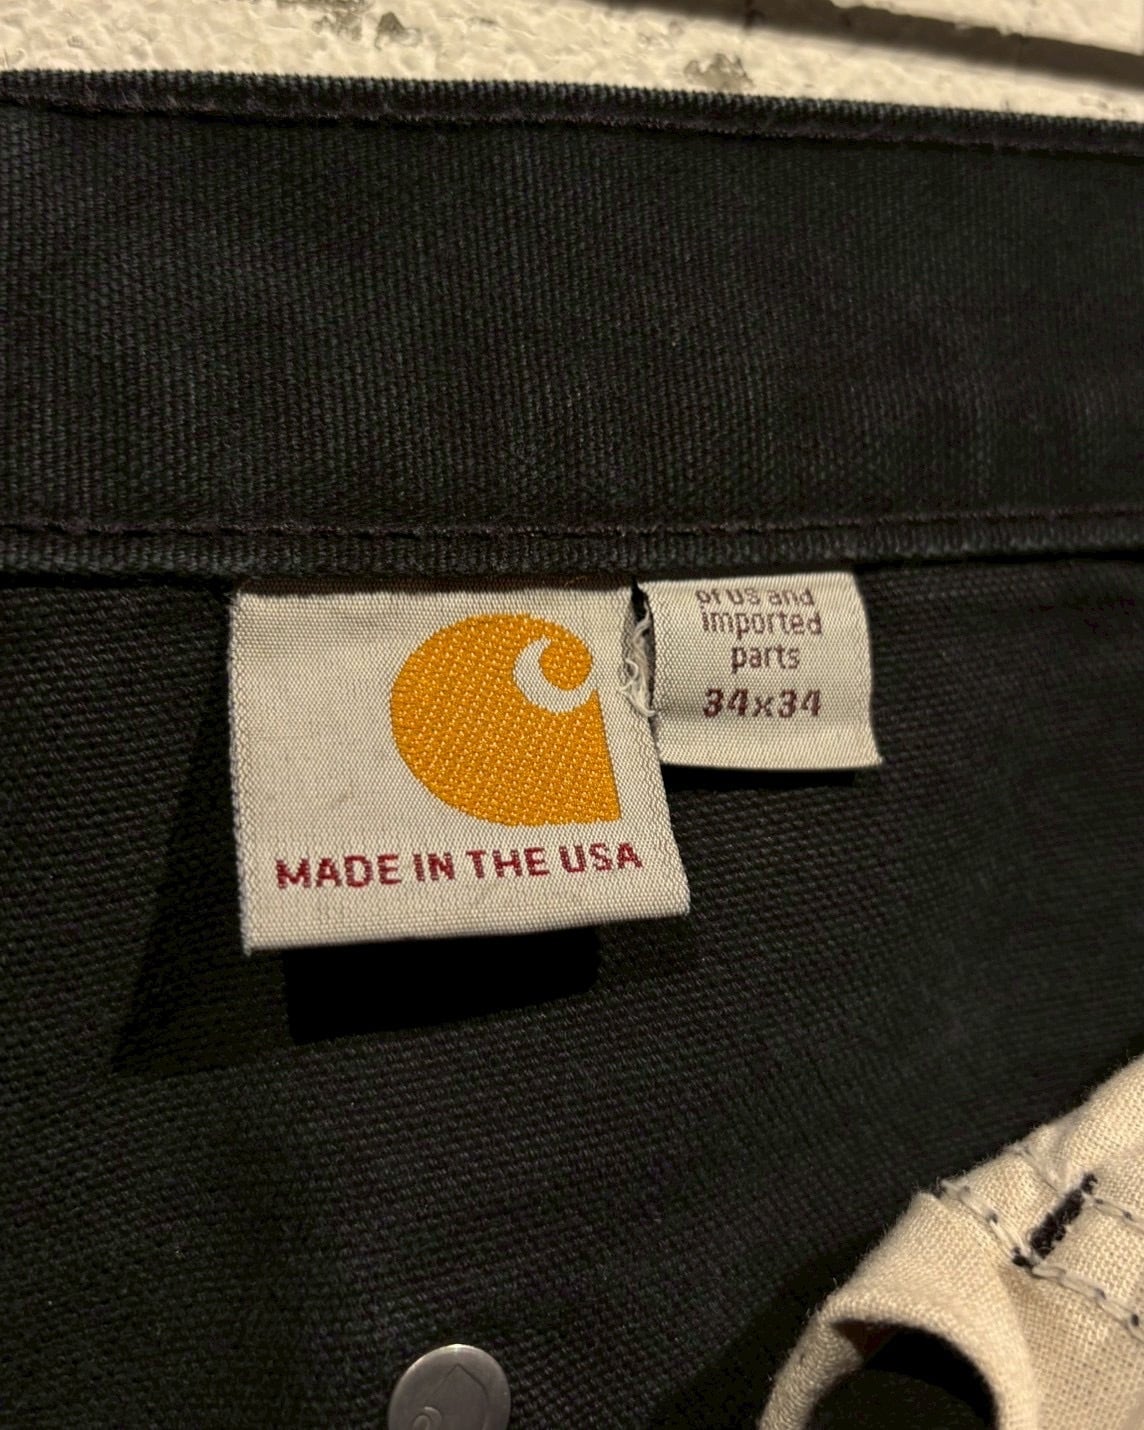 MADE IN THE USA
of US and
imported
parts
34x34